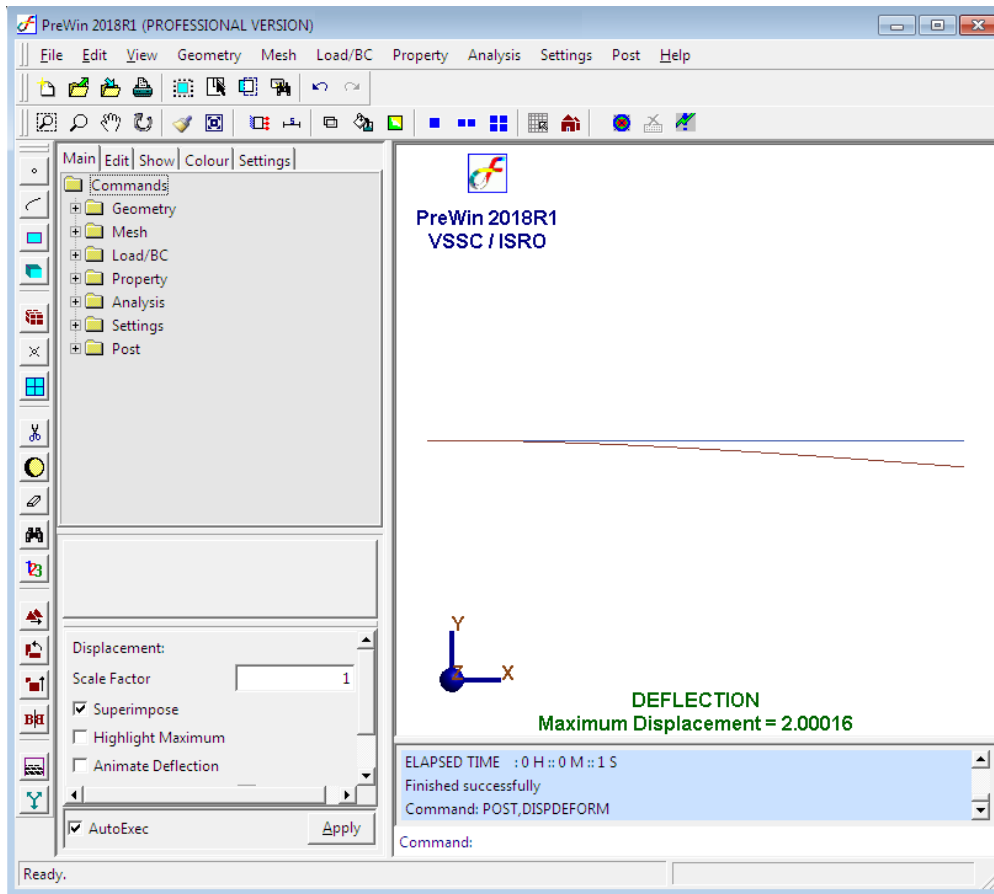 PreWin 2018R1 (PROFESSIONAL VERSION)
File Edit View Geometry Mesh Load/BC Property Analysis Settings Post Help
Main Edit Show Colour Settings
Commands
Geometry
Mesh
Load/BC
Property
Analysis
Settings
Post
123
B B
Displacement:
Scale Factor 1
Superimpose
Highlight Maximum
Animate Deflection
AutoExec Apply
PreWin 2018R1
VSSC / ISRO
Y
Z X
DEFLECTION
Maximum Displacement = 2.00016
ELAPSED TIME : 0 H :: 0 M :: 1 S
Finished successfully
Command: POST,DISPDEFORM
Command:
Ready.